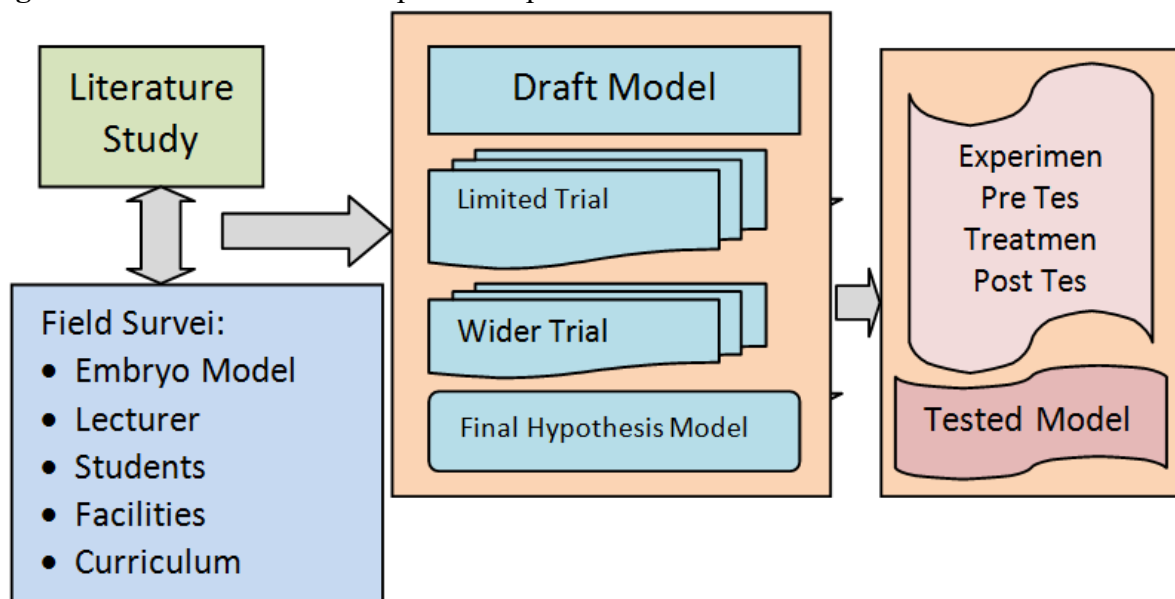 Literature
Study
Field Survei:
• Embryo Model
• Lecturer
• Students
• Facilities
• Curriculum
Draft Model
Limited Trial
Wider Trial
Final Hypothesis Model
Experimen
Pre Tes
Treatmen
Post Tes
Tested Model